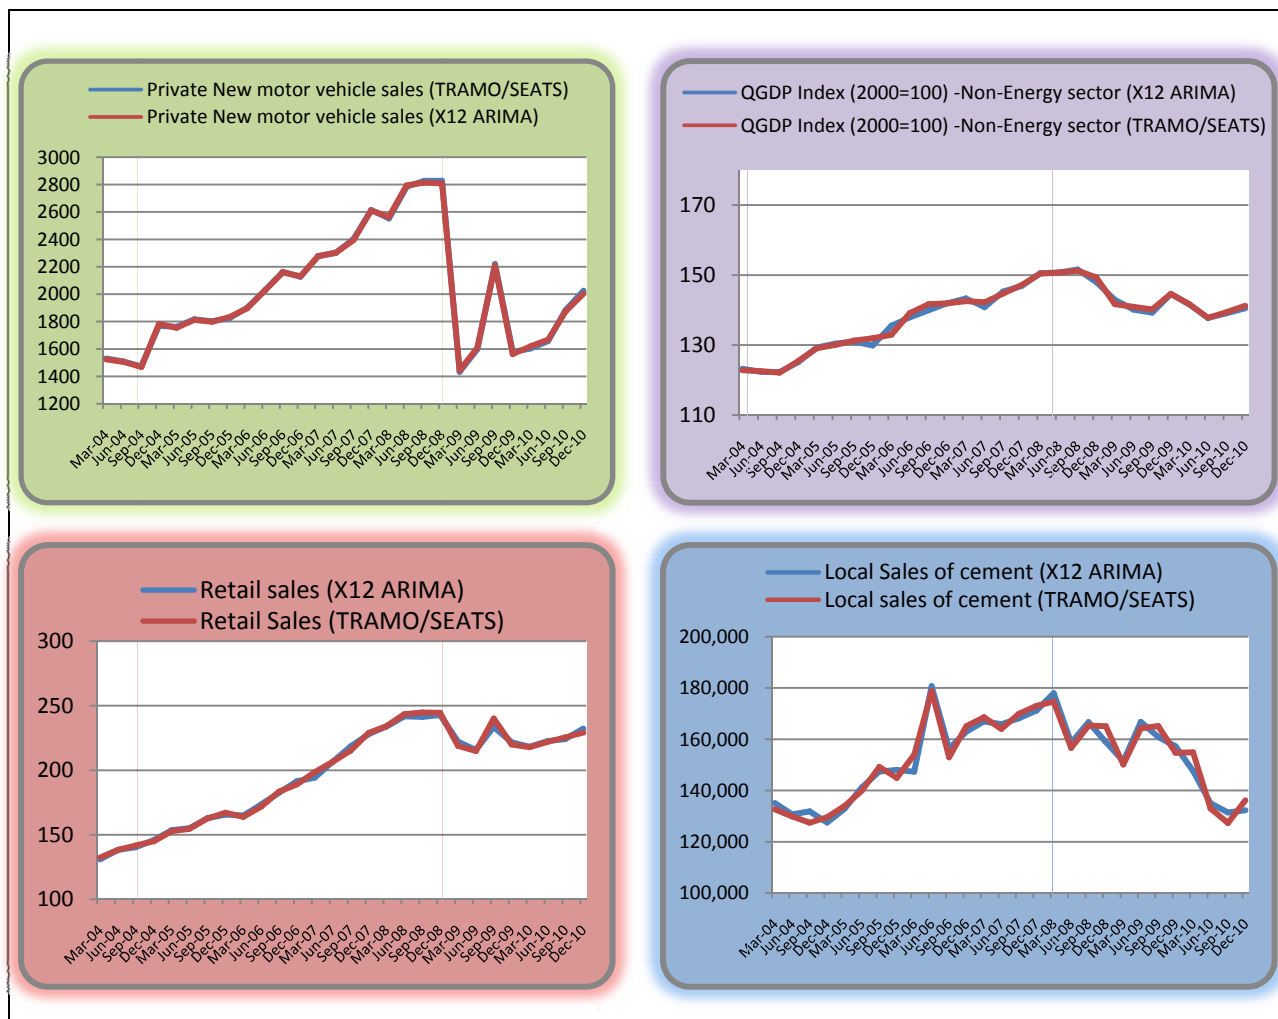 Private New motor vehicle sales (TRAMO/SEATS)
Private New motor vehicle sales (X12 ARIMA)
3000
2800
2600
2400
2200
2000
1800
1600
1400
1200
Mar-04
Jun-04
Sep-04
Dec-04
Mar-05
Jun-05
Sep-05
Dec-05
Mar-06
Jun-06
Sep-06
Dec-06
Mar-07
Jun-07
Sep-07
Dec-07
Mar-08
Jun-08
Sep-08
Dec-08
Mar-09
Jun-09
Sep-09
Dec-09
Mar-10
Jun-10
Sep-10
Dec-10
QGDP Index (2000=100) -Non-Energy sector (X12 ARIMA)
QGDP Index (2000=100) -Non-Energy sector (TRAMO/SEATS)
170
150
130
110
Mar-04
Jun-04
Sep-04
Dec-04
Mar-05
Jun-05
Sep-05
Dec-05
Mar-06
Jun-06
Sep-06
Dec-06
Mar-07
Jun-07
Sep-07
Dec-07
Mar-08
Jun-08
Sep-08
Dec-08
Mar-09
Jun-09
Sep-09
Dec-09
Mar-10
Jun-10
Sep-10
Dec-10
Retail sales (X12 ARIMA)
Retail Sales (TRAMO/SEATS)
300
250
200
150
100
Mar-04
Jun-04
Sep-04
Dec-04
Mar-05
Jun-05
Sep-05
Dec-05
Mar-06
Jun-06
Sep-06
Dec-06
Mar-07
Jun-07
Sep-07
Dec-07
Mar-08
Jun-08
Sep-08
Dec-08
Mar-09
Jun-09
Sep-09
Dec-09
Mar-10
Jun-10
Sep-10
Dec-10
Local Sales of cement (X12 ARIMA)
Local sales of cement (TRAMO/SEATS)
200,000
180,000
160,000
140,000
120,000
100,000
Mar-04
Jun-04
Sep-04
Dec-04
Mar-05
Jun-05
Sep-05
Dec-05
Mar-06
Jun-06
Sep-06
Dec-06
Mar-07
Jun-07
Sep-07
Dec-07
Mar-08
Jun-08
Sep-08
Dec-08
Mar-09
Jun-09
Sep-09
Dec-09
Mar-10
Jun-10
Sep-10
Dec-10